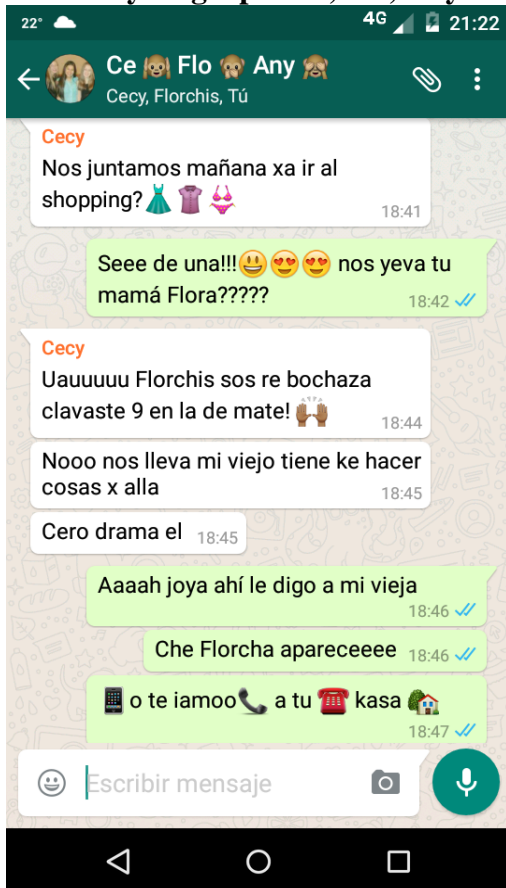 22°
4G 21:22
Ce 🙈 Flo 🙊 Any 🙈
Cecy, Florchis, Tú
Cecy
Nos juntamos mañana xa ir al
shopping?👗👚👙
18:41
Seee de una!!!😃😍😍 nos yeva tu
mamá Flora?????
18:42
Cecy
Uauuuuu Florchis sos re bochaza
clavaste 9 en la de mate!🙌🏽
18:44
Nooo nos lleva mi viejo tiene ke hacer
cosas x alla
18:45
Cero drama el 18:45
Aaaah joya ahí le digo a mi vieja
18:46
Che Florcha apareceeee 18:46
📱o te iamoo📞 a tu ☎️ kasa 🏡
18:47
Escribir mensaje